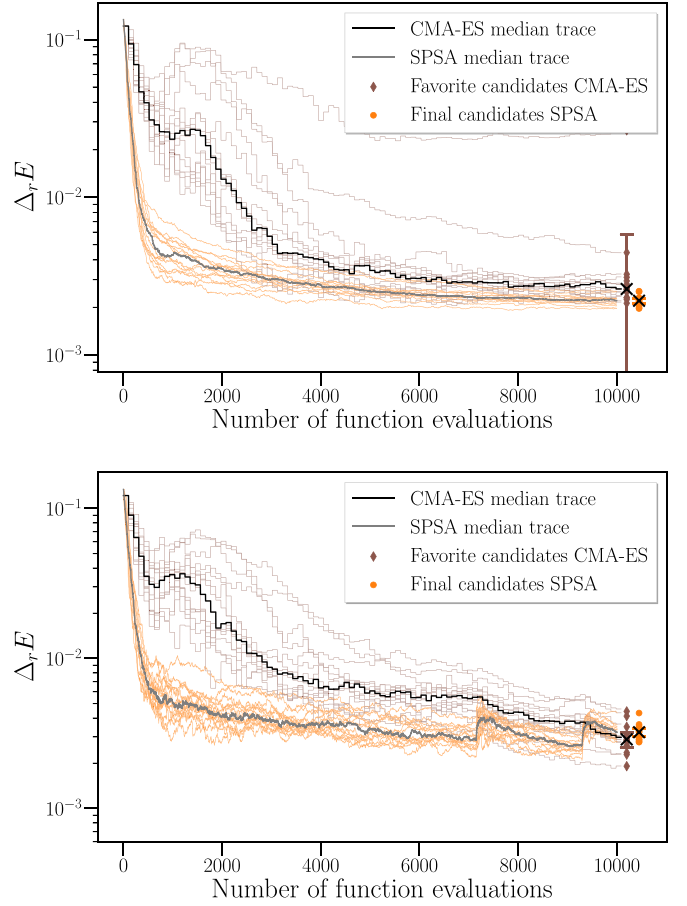 CMA-ES median trace
SPSA median trace
Favorite candidates CMA-ES
Final candidates SPSA
10⁻¹
10⁻²
10⁻³
ΔᵣE
0 2000 4000 6000 8000 10000
Number of function evaluations
CMA-ES median trace
SPSA median trace
Favorite candidates CMA-ES
Final candidates SPSA
10⁻¹
10⁻²
10⁻³
ΔᵣE
0 2000 4000 6000 8000 10000
Number of function evaluations